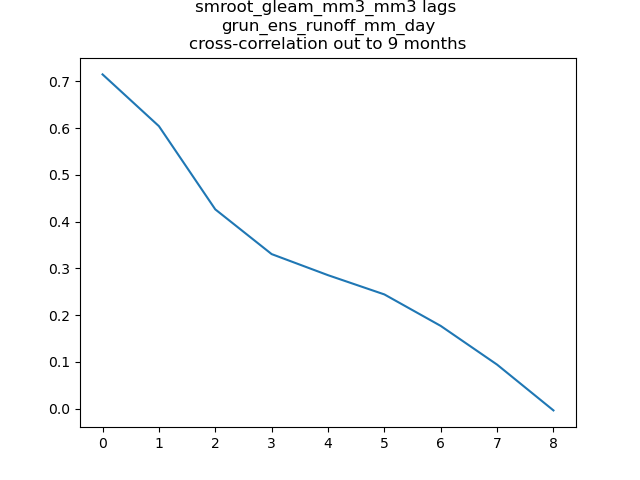 smroot_gleam_mm3_mm3 lags
grun_ens_runoff_mm_day
cross-correlation out to 9 months
0.7
0.6
0.5
0.4
0.3
0.2
0.1
0.0
0 1 2 3 4 5 6 7 8